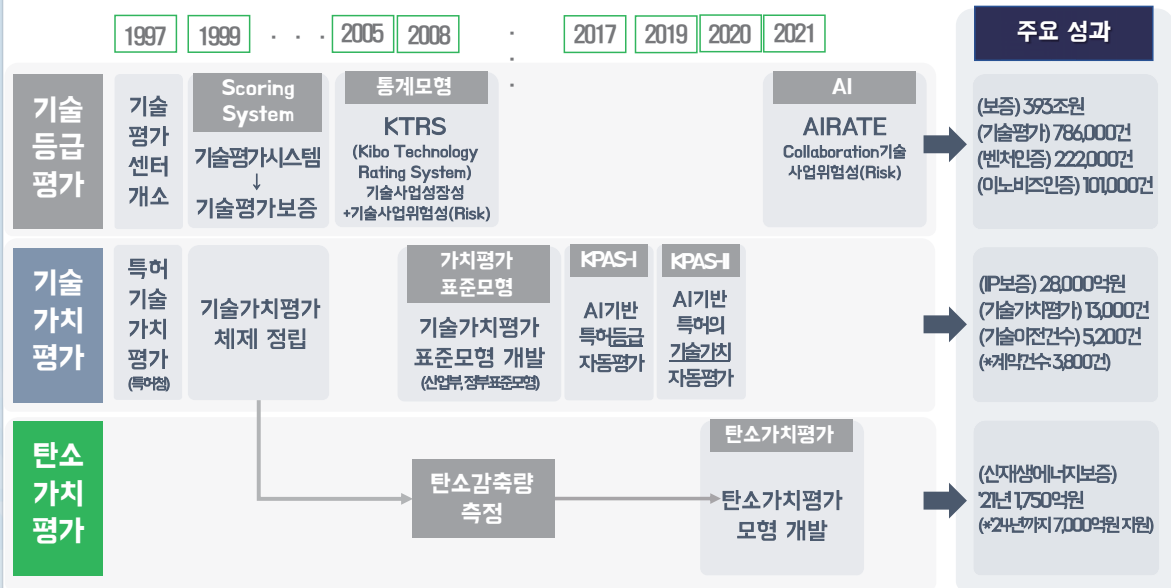 1997
1999
2005
2008
2017
2019
2020
2021
주요 성과
기술
등급
평가
기술
평가
센터
개소
Scoring
System
기술평가시스템
↓
기술평가보증
통계모형
KTRS
(Kibo Technology
Rating System)
기술사업성장성
+기술사업위험성(Risk)
AI
AIRATE
Collaboration기술
사업위험성(Risk)
(보증) 393조원
(기술평가) 786,000건
(벤처인증) 222,000건
(이노비즈인증) 101,000건
기술
가치
평가
특허
기술
가치
평가
(특허청)
기술가치평가
체제 정립
가치평가
표준모형
기술가치평가
표준모형 개발
(산업부, 정부표준모형)
KPAS-I
AI기반
특허등급
자동평가
KPAS-II
AI기반
특허의
기술가치
자동평가
(IP보증) 28,000억원
(기술가치평가) 13,000건
(기술이전건수) 5,200건
(*계약건수: 3,800건)
탄소
가치
평가
탄소감축량
측정
탄소가치평가
탄소가치평가
모형 개발
(신재생에너지보증)
'21년 1,750억원
(*'24년까지 7,000억원 지원)